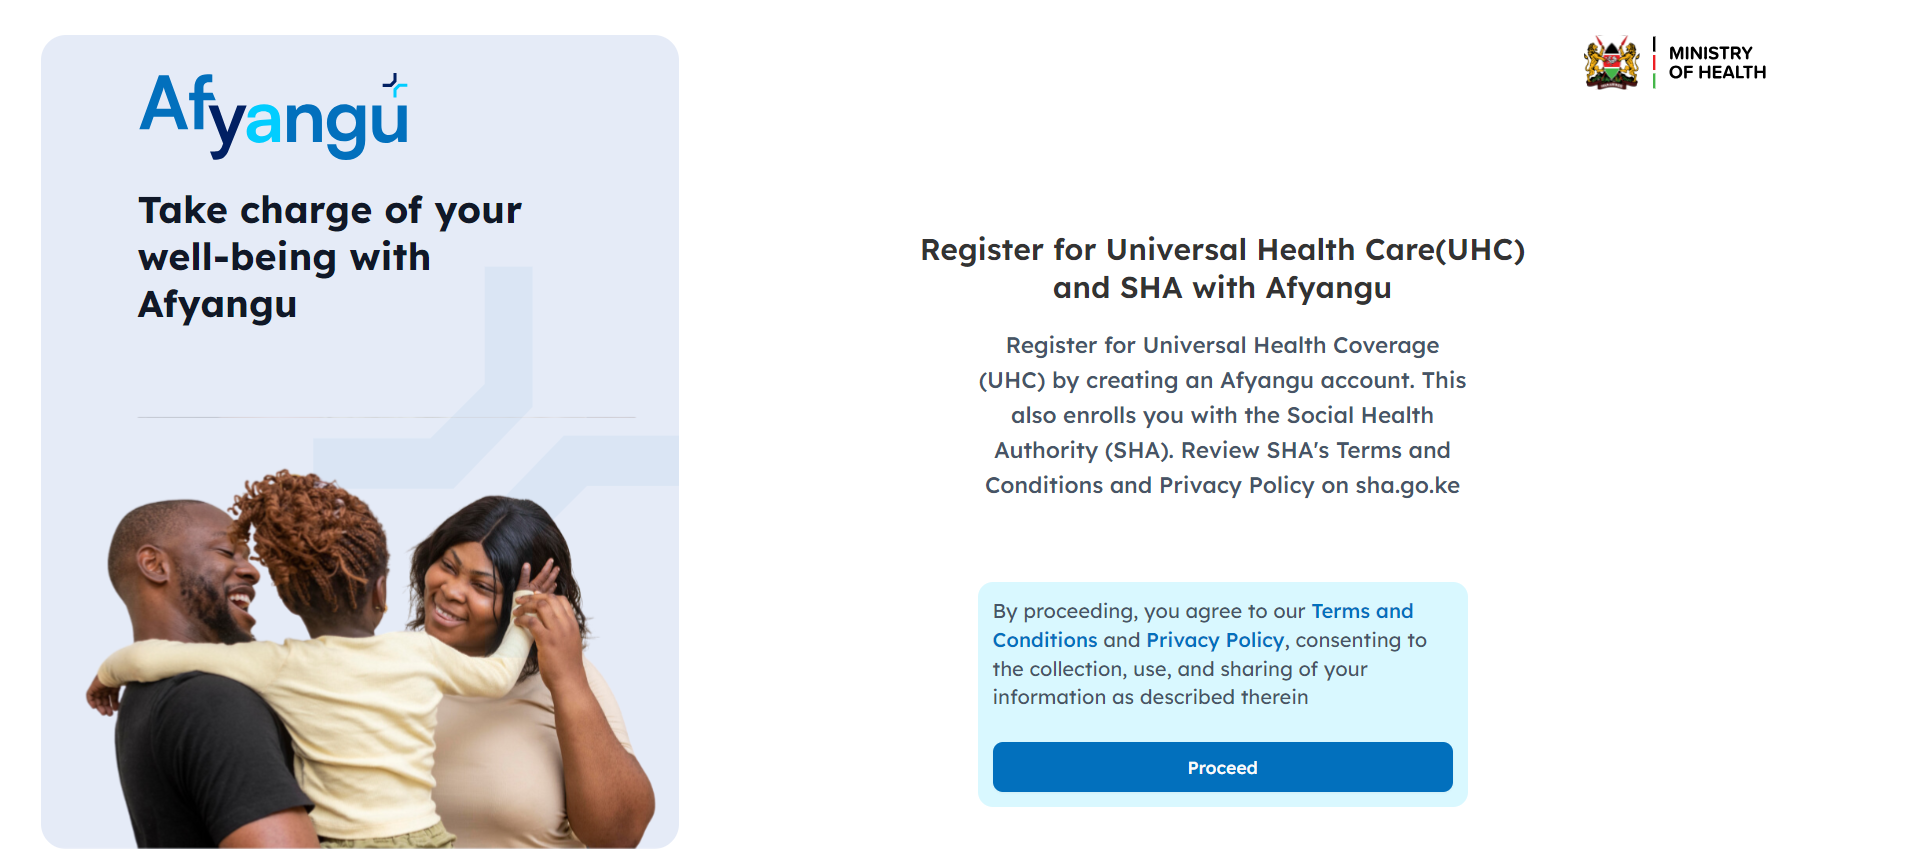 Afyangu
Take charge of your
well-being with
Afyangu
MINISTRY
OF HEALTH
Register for Universal Health Care(UHC)
and SHA with Afyangu
Register for Universal Health Coverage
(UHC) by creating an Afyangu account. This
also enrolls you with the Social Health
Authority (SHA). Review SHA's Terms and
Conditions and Privacy Policy on sha.go.ke
By proceeding, you agree to our Terms and
Conditions and Privacy Policy, consenting to
the collection, use, and sharing of your
information as described therein
Proceed